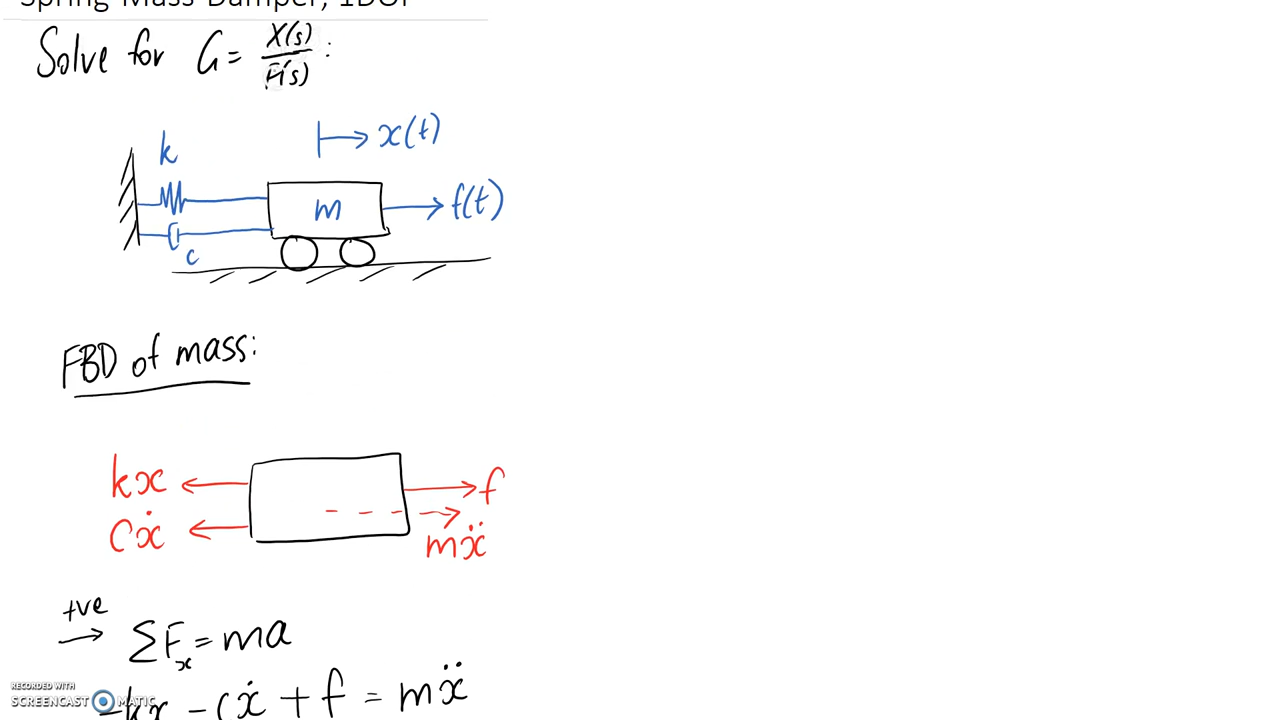 Spring Mass Damper, 1DOF
Solve for G = X(s)/F(s) :
k
x(t)
m
f(t)
c
FBD of mass:
kx
f
cẋ
mẍ
+ve
→ ΣFₓ = ma
-kx - cẋ + f = mẍ
RECORDED WITH
SCREENCAST MATIC